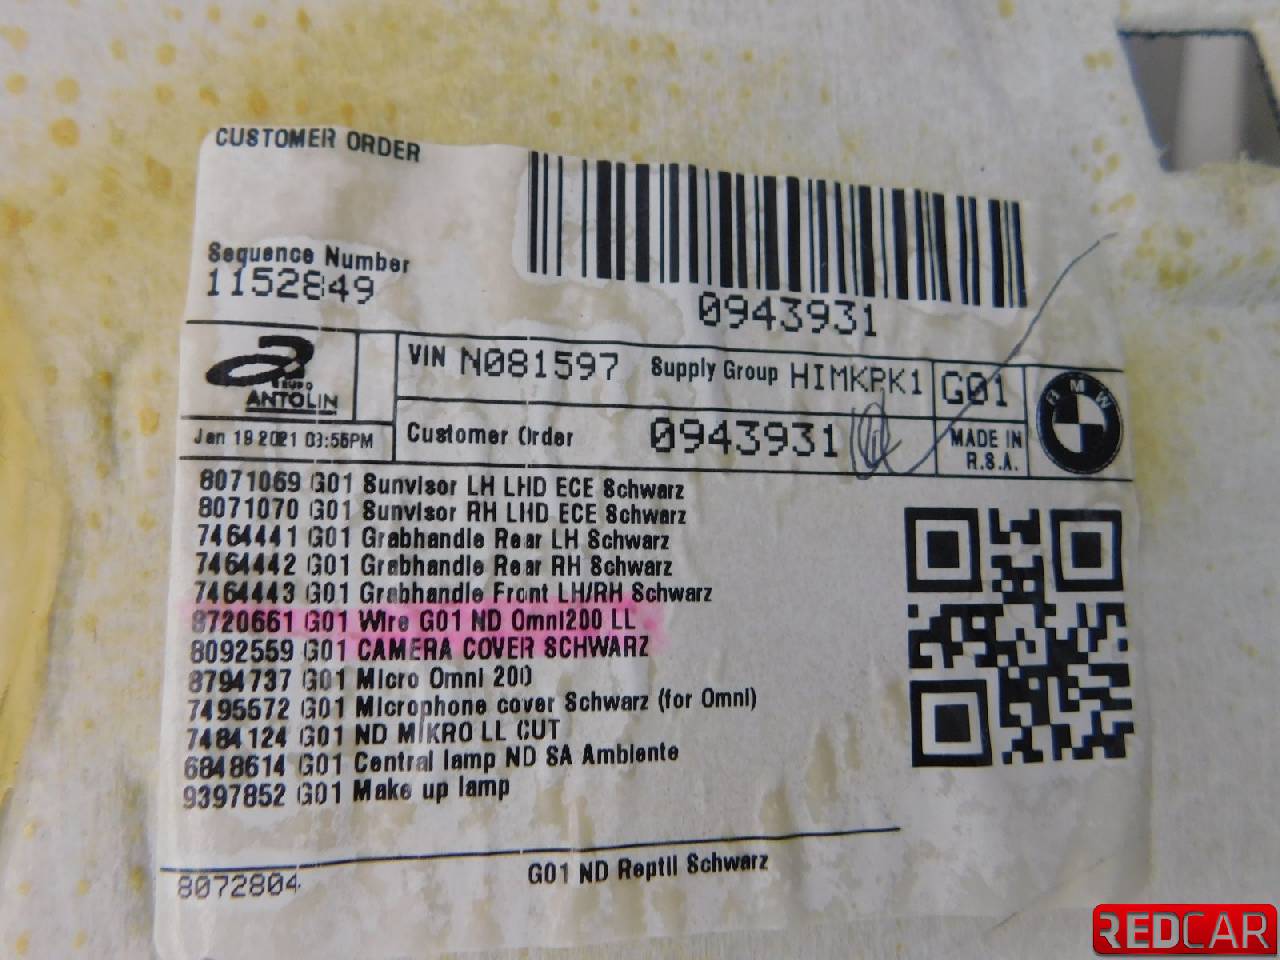 CUSTOMER ORDER
Sequence Number
1152849
0943931
GRUPO
ANTOLIN
VIN N081597 Supply Group HIMKPK1 G01
BMW
Jan 19 2021 03:55PM
Customer Order 0943931
MADE IN
R.S.A.
8071069 G01 Sunvisor LH LHD ECE Schwarz
8071070 G01 Sunvisor RH LHD ECE Schwarz
7464441 G01 Grabhandle Rear LH Schwarz
7464442 G01 Grabhandle Rear RH Schwarz
7464443 G01 Grabhandle Front LH/RH Schwarz
8720661 G01 Wire G01 ND Omni200 LL
8092559 G01 CAMERA COVER SCHWARZ
8794737 G01 Micro Omni 200
7495572 G01 Microphone cover Schwarz (for Omni)
7484124 G01 ND MIKRO LL CUT
6848614 G01 Central lamp ND SA Ambiente
9397852 G01 Make up lamp
8072804
G01 ND Reptil Schwarz
REDCAR